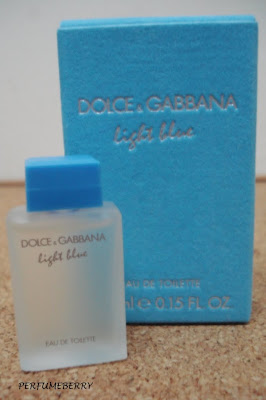 DOLCE & GABBANA
light blue
EAU DE TOILETTE
ml ℮ 0.15 FL. OZ.
DOLCE & GABBANA
light blue
EAU DE TOILETTE
PERFUMEBERRY